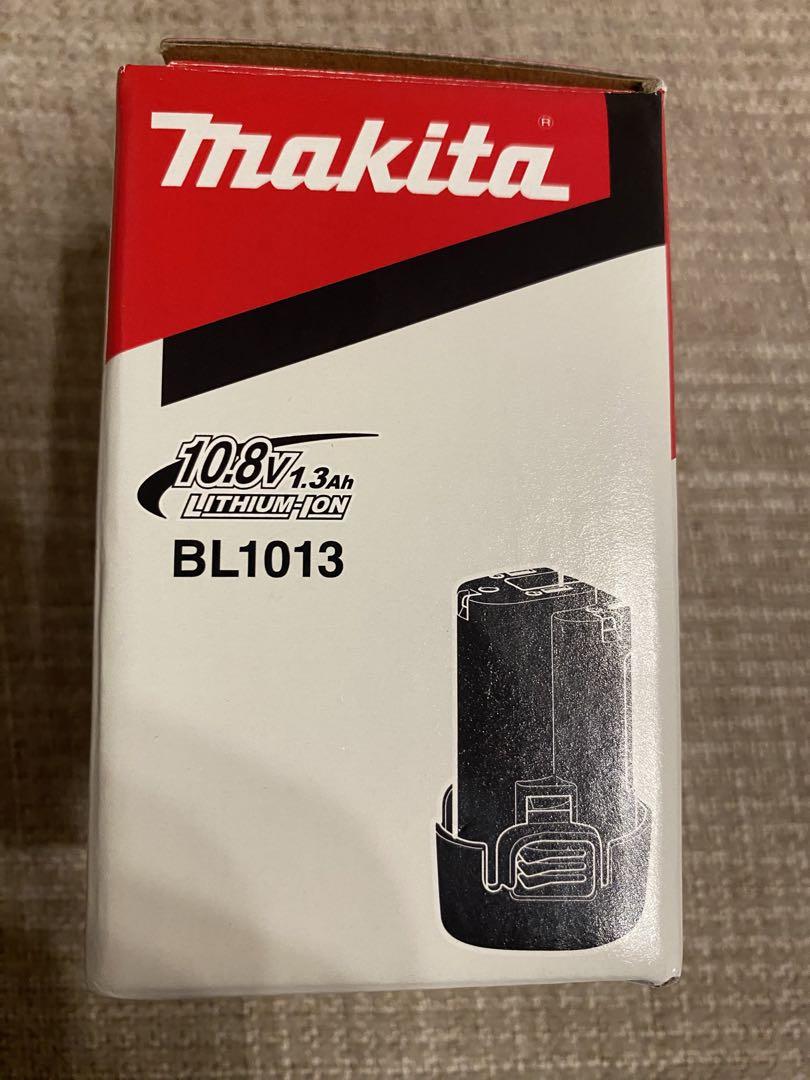 makita®
10.8V 1.3Ah
LITHIUM-ION
BL1013